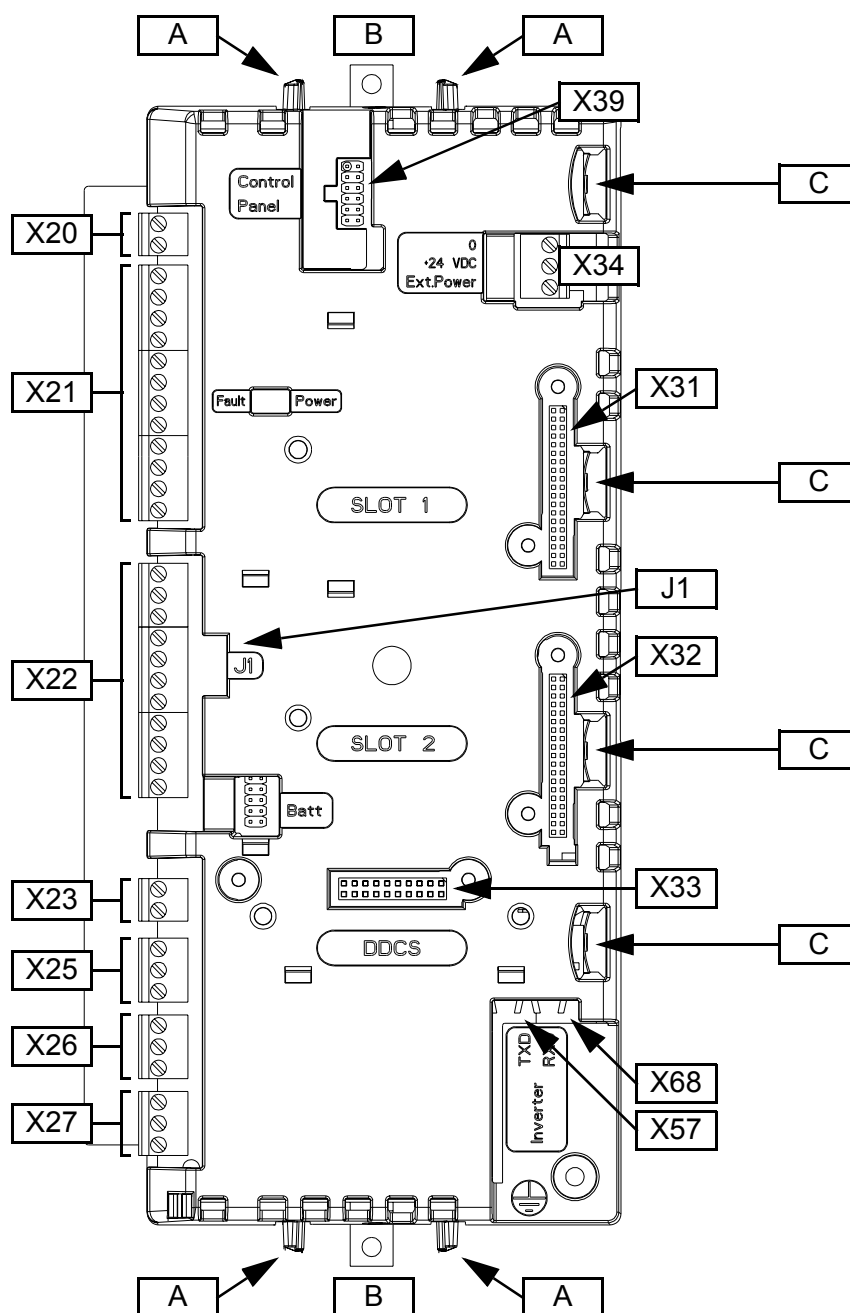 A
B
A
X39
Control
Panel
C
X20
0
+24 VDC
Ext.Power
X34
X21
X31
Fault
Power
C
SLOT 1
J1
X32
X22
J1
SLOT 2
C
Batt
X23
X33
X25
DDCS
C
X26
TXD
RX
Inverter
X68
X27
X57
A
B
A